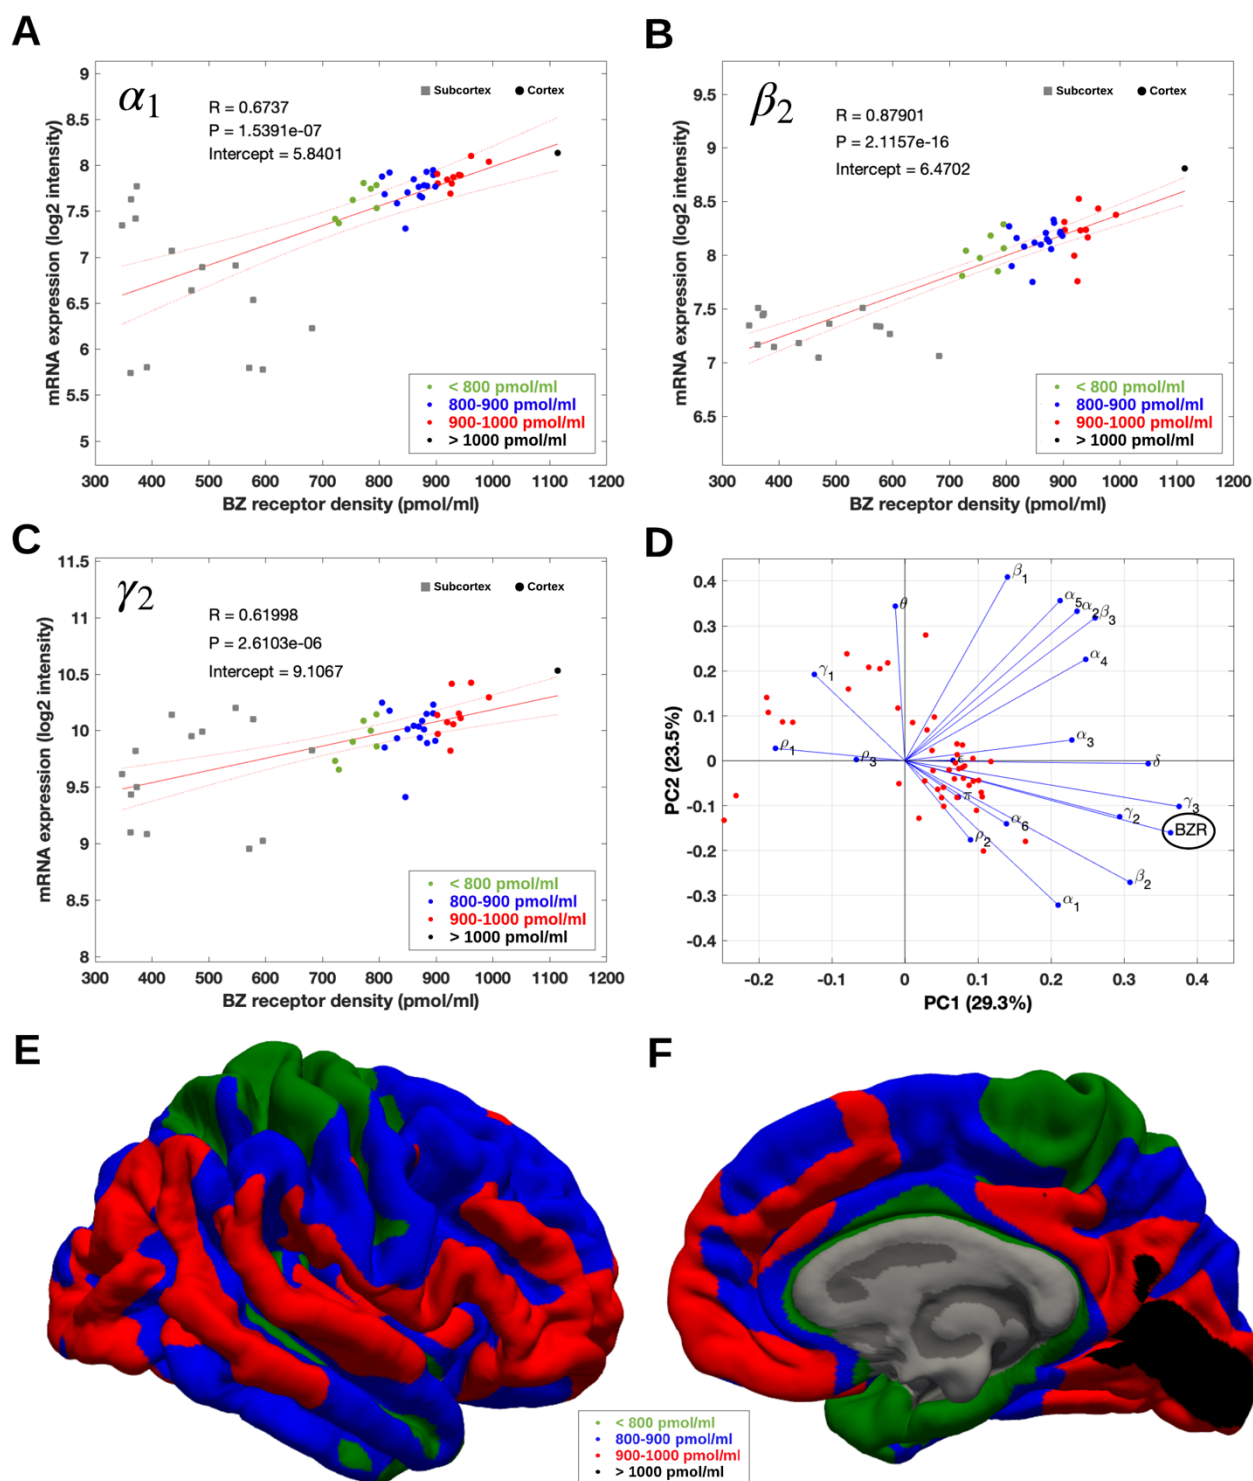 A
α1
R = 0.6737
P = 1.5391e-07
Intercept = 5.8401
Subcortex Cortex
mRNA expression (log2 intensity)
9
8.5
8
7.5
7
6.5
6
5.5
5
< 800 pmol/ml
800-900 pmol/ml
900-1000 pmol/ml
> 1000 pmol/ml
300 400 500 600 700 800 900 1000 1100 1200
BZ receptor density (pmol/ml)
B
β2
R = 0.87901
P = 2.1157e-16
Intercept = 6.4702
Subcortex Cortex
mRNA expression (log2 intensity)
9.5
9
8.5
8
7.5
7
6.5
< 800 pmol/ml
800-900 pmol/ml
900-1000 pmol/ml
> 1000 pmol/ml
300 400 500 600 700 800 900 1000 1100 1200
BZ receptor density (pmol/ml)
C
γ2
R = 0.61998
P = 2.6103e-06
Intercept = 9.1067
Subcortex Cortex
mRNA expression (log2 intensity)
11.5
11
10.5
10
9.5
9
8.5
8
< 800 pmol/ml
800-900 pmol/ml
900-1000 pmol/ml
> 1000 pmol/ml
300 400 500 600 700 800 900 1000 1100 1200
BZ receptor density (pmol/ml)
D
PC2 (23.5%)
0.4
0.3
0.2
0.1
0
-0.1
-0.2
-0.3
-0.4
β1
θ
α5 α2 β3
α4
γ1
α3
ρ1
ρ3
ε
δ
π
γ3
γ2
α6
BZR
ρ2
β2
α1
-0.2 -0.1 0 0.1 0.2 0.3 0.4
PC1 (29.3%)
E
F
< 800 pmol/ml
800-900 pmol/ml
900-1000 pmol/ml
> 1000 pmol/ml